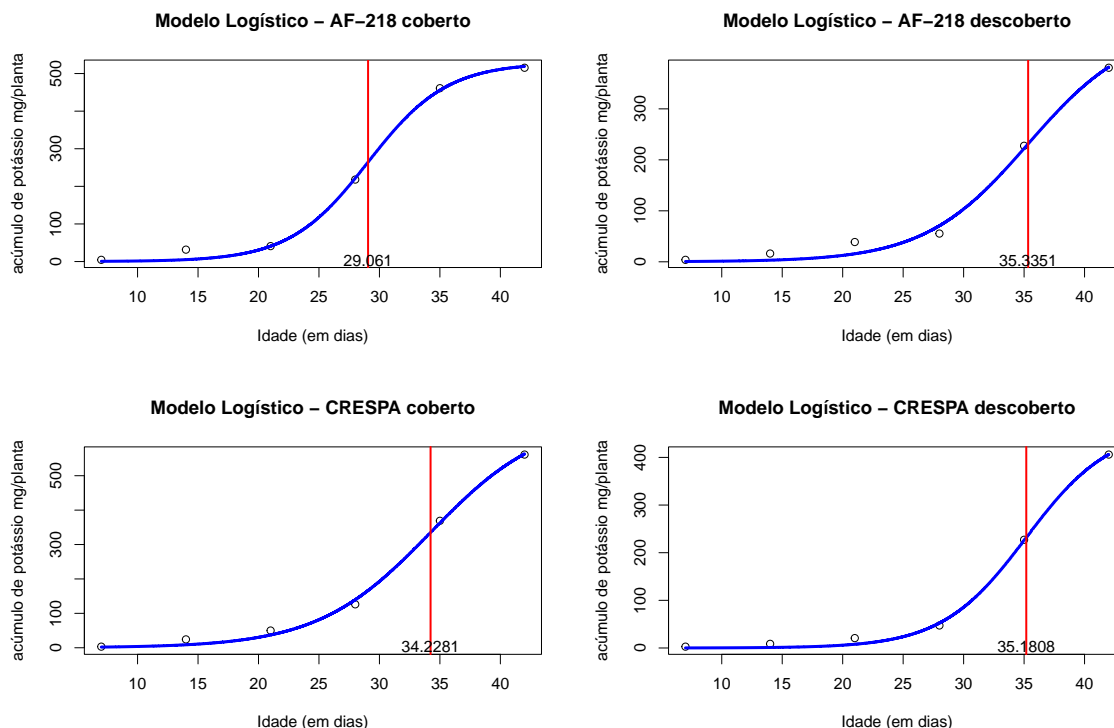 Modelo Logístico − AF−218 coberto
acúmulo de potássio mg/planta
0
100
300
500
29.061
10 15 20 25 30 35 40
Idade (em dias)
Modelo Logístico − AF−218 descoberto
acúmulo de potássio mg/planta
0
100
200
300
35.3351
10 15 20 25 30 35 40
Idade (em dias)
Modelo Logístico − CRESPA coberto
acúmulo de potássio mg/planta
0
100
300
500
34.2281
10 15 20 25 30 35 40
Idade (em dias)
Modelo Logístico − CRESPA descoberto
acúmulo de potássio mg/planta
0
100
200
300
400
35.1808
10 15 20 25 30 35 40
Idade (em dias)